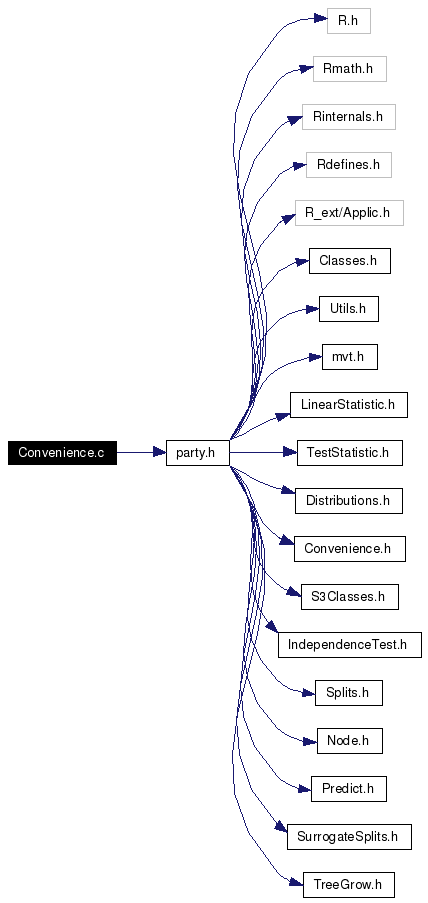 R.h
Rmath.h
Rinternals.h
Rdefines.h
R_ext/Applic.h
Classes.h
Utils.h
mvt.h
LinearStatistic.h
Convenience.c
party.h
TestStatistic.h
Distributions.h
Convenience.h
S3Classes.h
IndependenceTest.h
Splits.h
Node.h
Predict.h
SurrogateSplits.h
TreeGrow.h